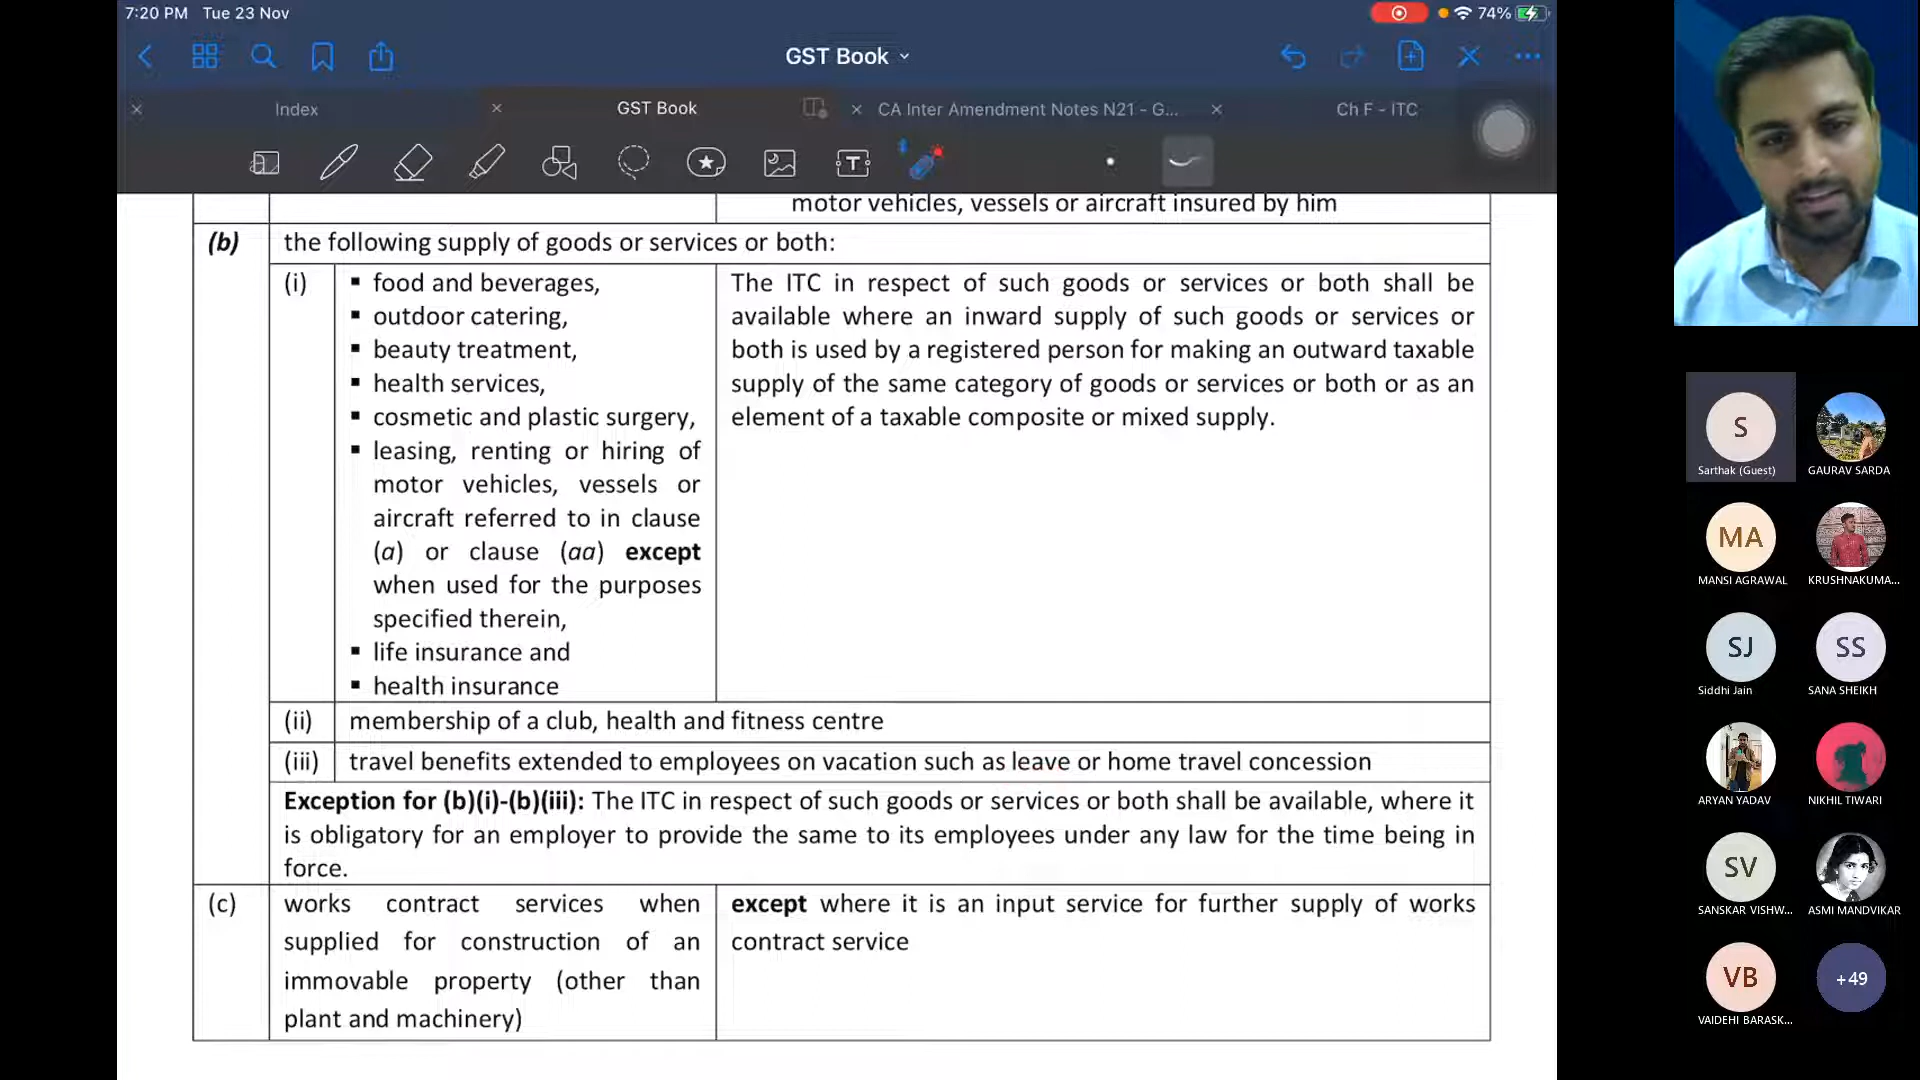 7:20 PM Tue 23 Nov
74%
GST Book
Index
GST Book
CA Inter Amendment Notes N21 - G...
Ch F - ITC
motor vehicles, vessels or aircraft insured by him
(b) the following supply of goods or services or both:
(i)
▪ food and beverages,
▪ outdoor catering,
▪ beauty treatment,
▪ health services,
▪ cosmetic and plastic surgery,
▪ leasing, renting or hiring of
motor vehicles, vessels or
aircraft referred to in clause
(a) or clause (aa) except
when used for the purposes
specified therein,
▪ life insurance and
▪ health insurance
The ITC in respect of such goods or services or both shall be
available where an inward supply of such goods or services or
both is used by a registered person for making an outward taxable
supply of the same category of goods or services or both or as an
element of a taxable composite or mixed supply.
(ii) membership of a club, health and fitness centre
(iii) travel benefits extended to employees on vacation such as leave or home travel concession
Exception for (b)(i)-(b)(iii): The ITC in respect of such goods or services or both shall be available, where it
is obligatory for an employer to provide the same to its employees under any law for the time being in
force.
(c)
works contract services when
supplied for construction of an
immovable property (other than
plant and machinery)
except where it is an input service for further supply of works
contract service
S
Sarthak (Guest)
GAURAV SARDA
MA
MANSI AGRAWAL
KRUSHNAKUMA...
SJ
Siddhi Jain
SS
SANA SHEIKH
ARYAN YADAV
NIKHIL TIWARI
SV
SANSKAR VISHW...
ASMI MANDVIKAR
VB
VAIDEHI BARASK...
+49